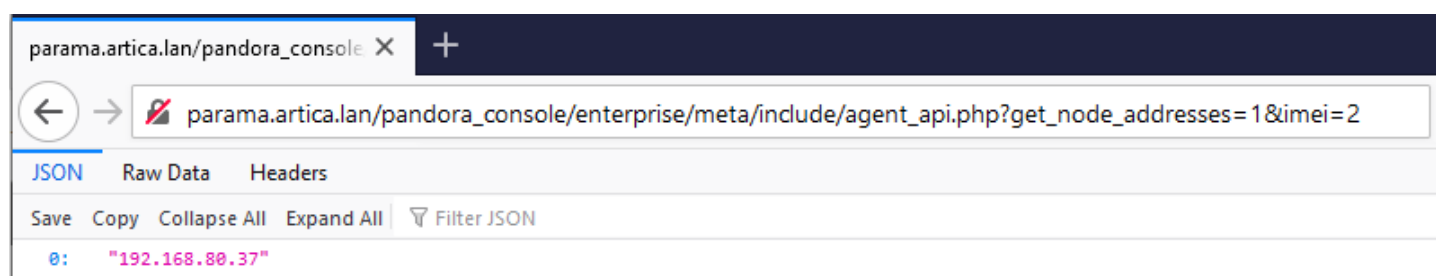 parama.artica.lan/pandora_console
parama.artica.lan/pandora_console/enterprise/meta/include/agent_api.php?get_node_addresses=1&imei=2
JSON Raw Data Headers
Save Copy Collapse All Expand All Filter JSON
0: "192.168.80.37"